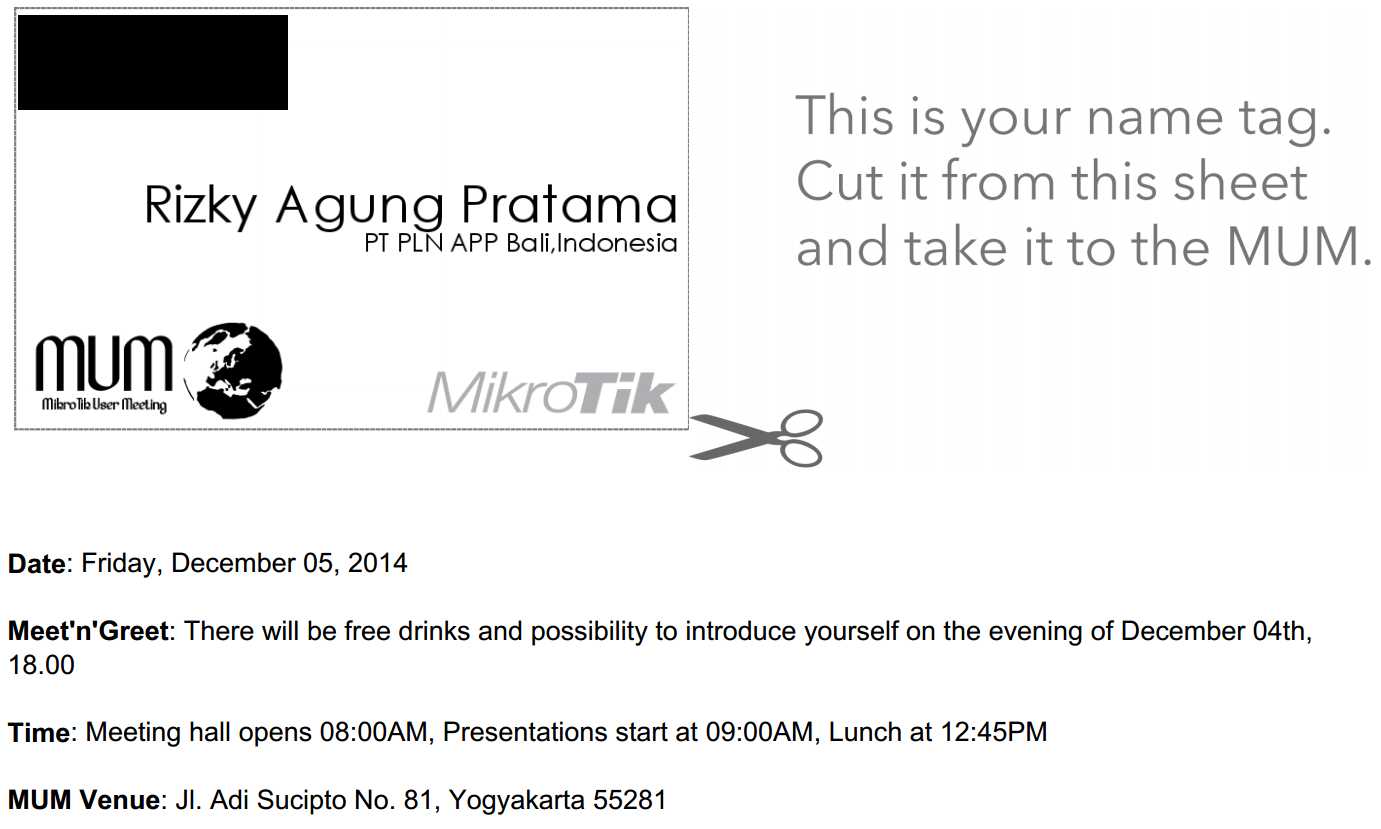 Rizky Agung Pratama
PT PLN APP Bali,Indonesia
MUM
MikroTik User Meeting
MikroTik
This is your name tag.
Cut it from this sheet
and take it to the MUM.
Date: Friday, December 05, 2014
Meet'n'Greet: There will be free drinks and possibility to introduce yourself on the evening of December 04th,
18.00
Time: Meeting hall opens 08:00AM, Presentations start at 09:00AM, Lunch at 12:45PM
MUM Venue: Jl. Adi Sucipto No. 81, Yogyakarta 55281